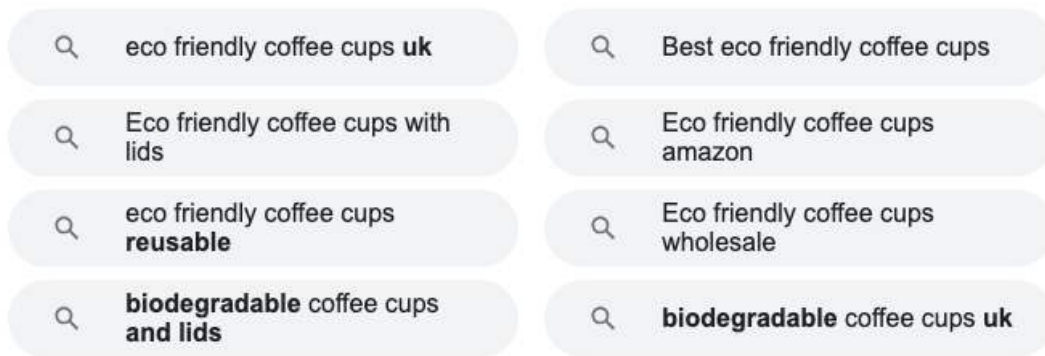 eco friendly coffee cups uk
Best eco friendly coffee cups
Eco friendly coffee cups with
lids
Eco friendly coffee cups
amazon
eco friendly coffee cups
reusable
Eco friendly coffee cups
wholesale
biodegradable coffee cups
and lids
biodegradable coffee cups uk